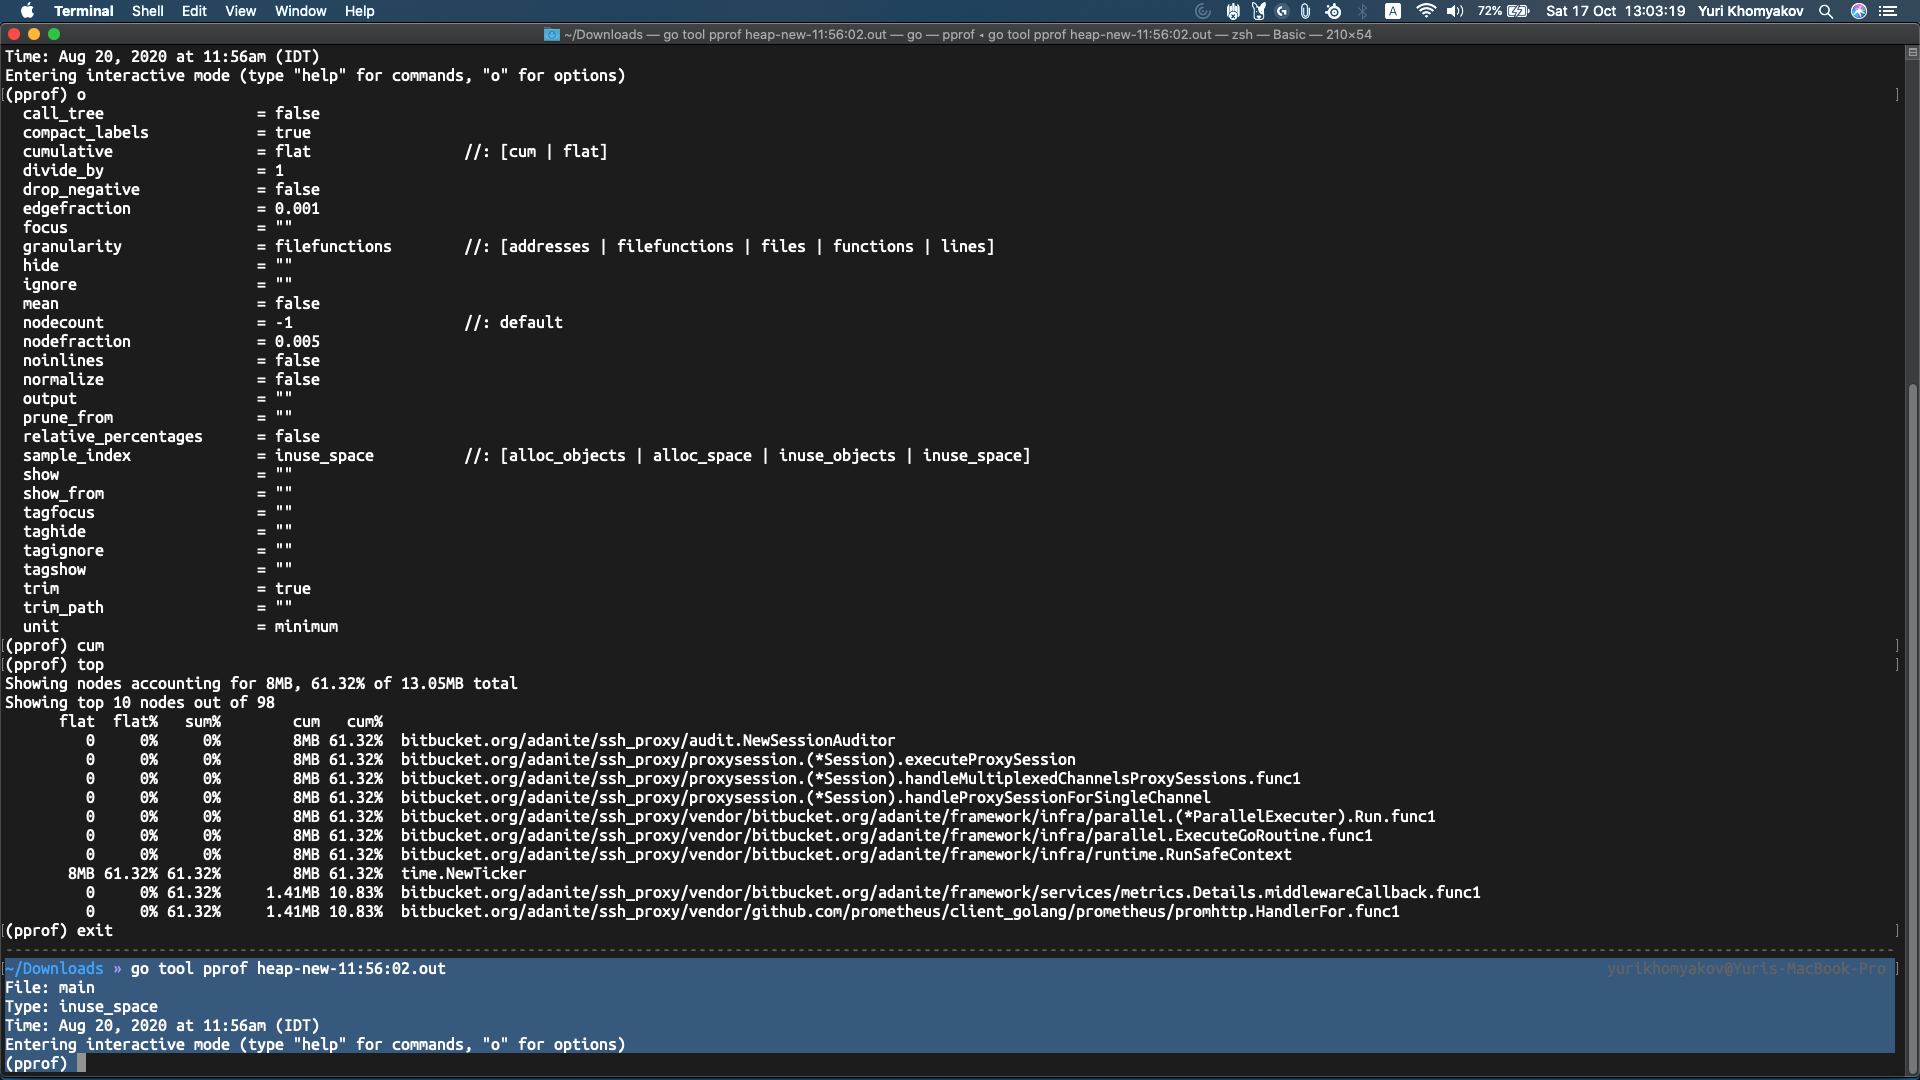 Terminal Shell Edit View Window Help 72% Sat 17 Oct 13:03:19 Yuri Khomyakov
~/Downloads — go tool pprof heap-new-11:56:02.out — go — pprof ◂ go tool pprof heap-new-11:56:02.out — zsh — Basic — 210×54
Time: Aug 20, 2020 at 11:56am (IDT)
Entering interactive mode (type "help" for commands, "o" for options)
(pprof) o
call_tree = false
compact_labels = true
cumulative = flat //: [cum | flat]
divide_by = 1
drop_negative = false
edgefraction = 0.001
focus = ""
granularity = filefunctions //: [addresses | filefunctions | files | functions | lines]
hide = ""
ignore = ""
mean = false
nodecount = -1 //: default
nodefraction = 0.005
noinlines = false
normalize = false
output = ""
prune_from = ""
relative_percentages = false
sample_index = inuse_space //: [alloc_objects | alloc_space | inuse_objects | inuse_space]
show = ""
show_from = ""
tagfocus = ""
taghide = ""
tagignore = ""
tagshow = ""
trim = true
trim_path = ""
unit = minimum
(pprof) cum
(pprof) top
Showing nodes accounting for 8MB, 61.32% of 13.05MB total
Showing top 10 nodes out of 98
flat flat% sum% cum cum%
0 0% 0% 8MB 61.32% bitbucket.org/adanite/ssh_proxy/audit.NewSessionAuditor
0 0% 0% 8MB 61.32% bitbucket.org/adanite/ssh_proxy/proxysession.(*Session).executeProxySession
0 0% 0% 8MB 61.32% bitbucket.org/adanite/ssh_proxy/proxysession.(*Session).handleMultiplexedChannelsProxySessions.func1
0 0% 0% 8MB 61.32% bitbucket.org/adanite/ssh_proxy/proxysession.(*Session).handleProxySessionForSingleChannel
0 0% 0% 8MB 61.32% bitbucket.org/adanite/ssh_proxy/vendor/bitbucket.org/adanite/framework/infra/parallel.(*ParallelExecuter).Run.func1
0 0% 0% 8MB 61.32% bitbucket.org/adanite/ssh_proxy/vendor/bitbucket.org/adanite/framework/infra/parallel.ExecuteGoRoutine.func1
0 0% 0% 8MB 61.32% bitbucket.org/adanite/ssh_proxy/vendor/bitbucket.org/adanite/framework/infra/runtime.RunSafeContext
8MB 61.32% 61.32% 8MB 61.32% time.NewTicker
0 0% 61.32% 1.41MB 10.83% bitbucket.org/adanite/ssh_proxy/vendor/bitbucket.org/adanite/framework/services/metrics.Details.middlewareCallback.func1
0 0% 61.32% 1.41MB 10.83% bitbucket.org/adanite/ssh_proxy/vendor/github.com/prometheus/client_golang/prometheus/promhttp.HandlerFor.func1
(pprof) exit
~/Downloads » go tool pprof heap-new-11:56:02.out yurikhomyakov@Yuris-MacBook-Pro
File: main
Type: inuse_space
Time: Aug 20, 2020 at 11:56am (IDT)
Entering interactive mode (type "help" for commands, "o" for options)
(pprof)